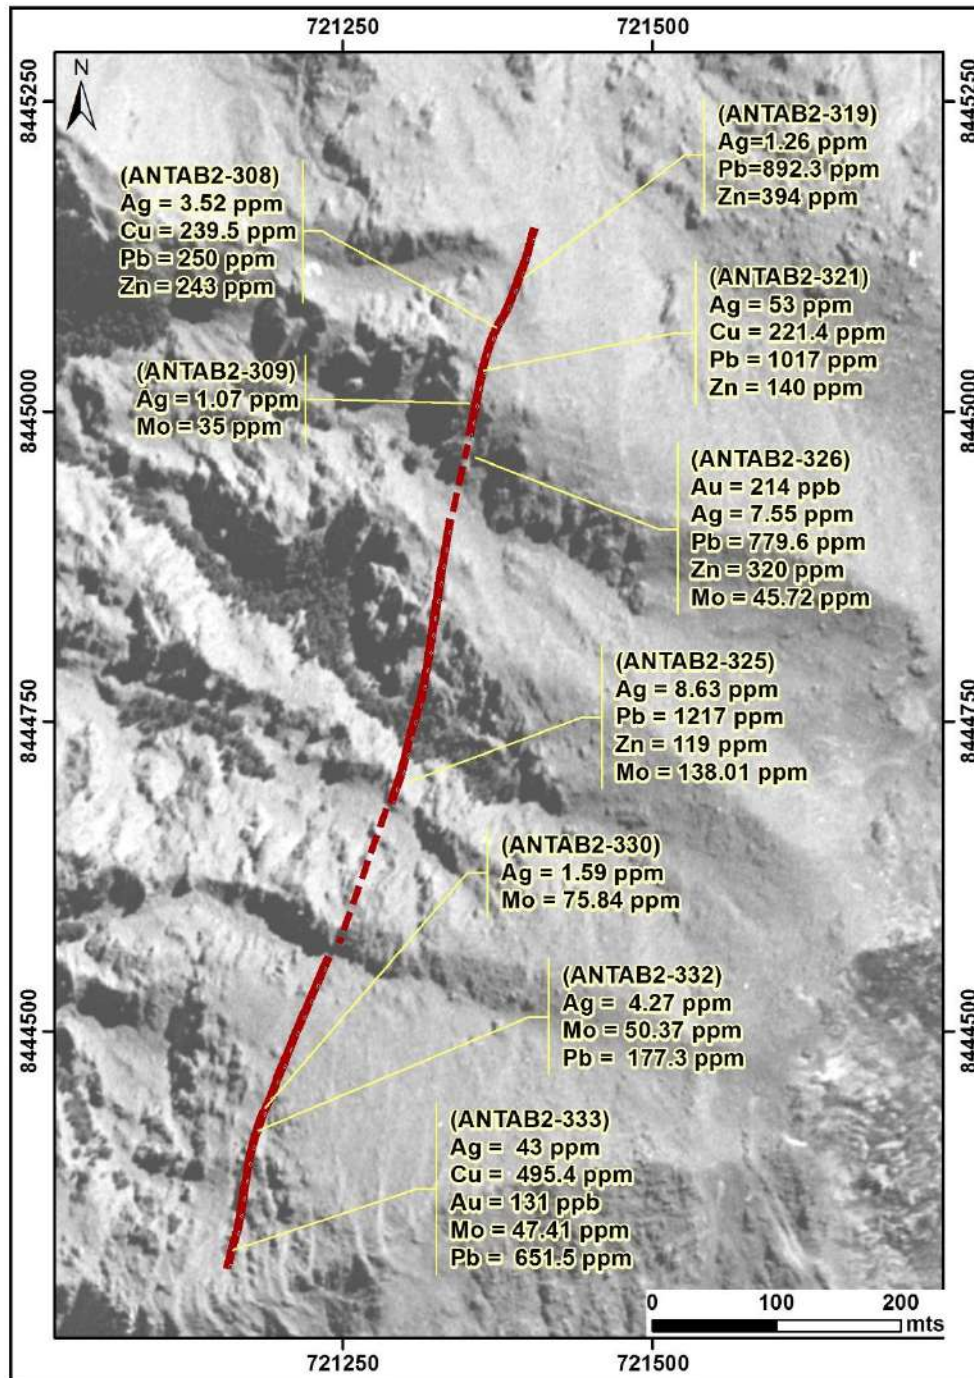 721250
721500
N
8445250
8445250
(ANTAB2-319)
Ag=1.26 ppm
Pb=892.3 ppm
Zn=394 ppm
(ANTAB2-308)
Ag = 3.52 ppm
Cu = 239.5 ppm
Pb = 250 ppm
Zn = 243 ppm
(ANTAB2-321)
Ag = 53 ppm
Cu = 221.4 ppm
Pb = 1017 ppm
Zn = 140 ppm
(ANTAB2-309)
Ag = 1.07 ppm
Mo = 35 ppm
8445000
8445000
(ANTAB2-326)
Au = 214 ppb
Ag = 7.55 ppm
Pb = 779.6 ppm
Zn = 320 ppm
Mo = 45.72 ppm
(ANTAB2-325)
Ag = 8.63 ppm
Pb = 1217 ppm
Zn = 119 ppm
Mo = 138.01 ppm
8444750
8444750
(ANTAB2-330)
Ag = 1.59 ppm
Mo = 75.84 ppm
(ANTAB2-332)
Ag =  4.27 ppm
Mo = 50.37 ppm
Pb =  177.3 ppm
8444500
8444500
(ANTAB2-333)
Ag =  43 ppm
Cu =  495.4 ppm
Au = 131 ppb
Mo = 47.41 ppm
Pb =  651.5 ppm
0 100 200
mts
721250
721500